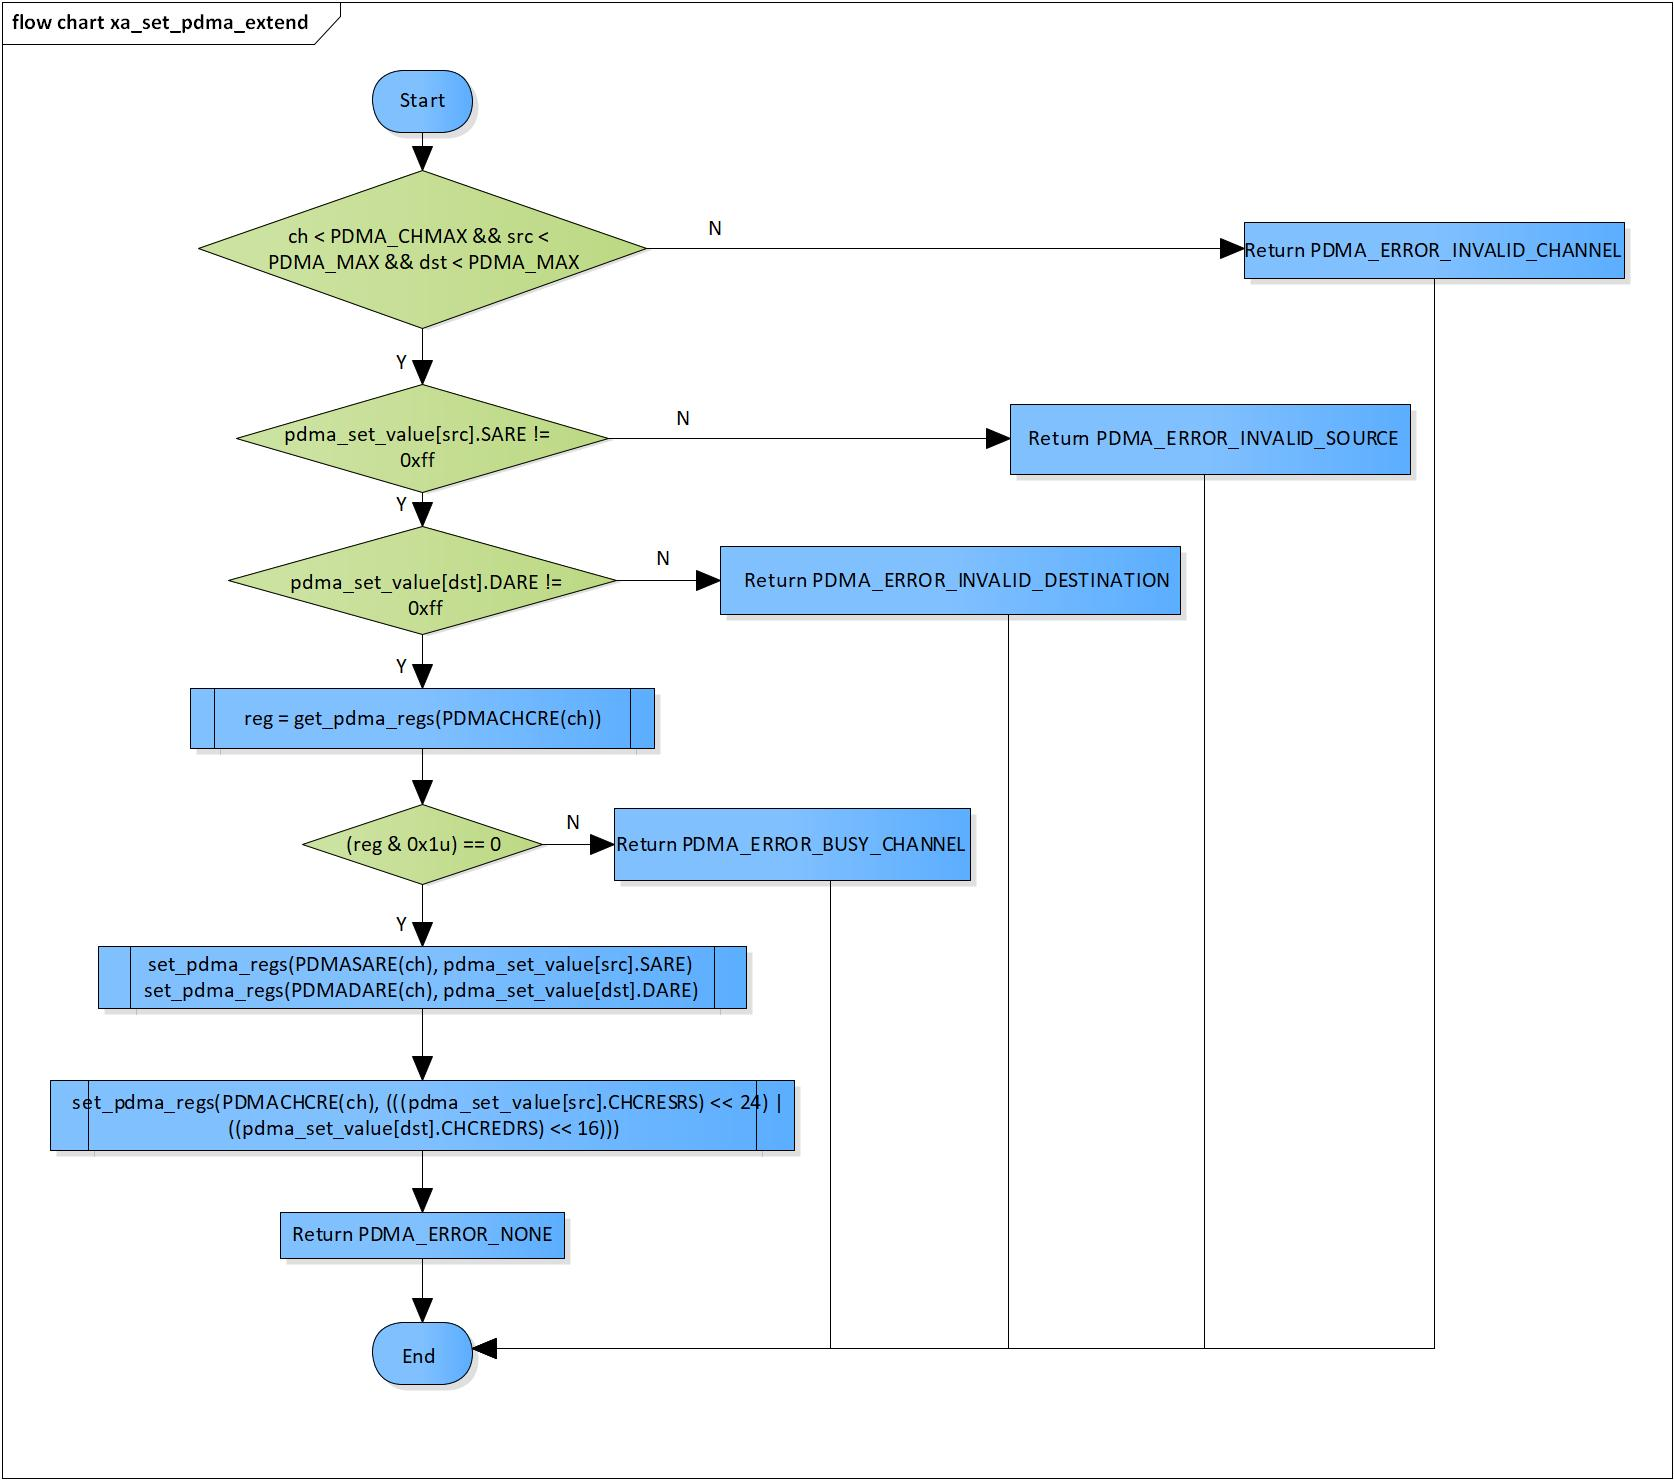 flow chart xa_set_pdma_extend
Start
ch < PDMA_CHMAX && src <
PDMA_MAX && dst < PDMA_MAX
N
Return PDMA_ERROR_INVALID_CHANNEL
Y
pdma_set_value[src].SARE !=
0xff
N
Return PDMA_ERROR_INVALID_SOURCE
Y
pdma_set_value[dst].DARE !=
0xff
N
Return PDMA_ERROR_INVALID_DESTINATION
Y
reg = get_pdma_regs(PDMACHCRE(ch))
(reg & 0x1u) == 0
N
Return PDMA_ERROR_BUSY_CHANNEL
Y
set_pdma_regs(PDMASARE(ch), pdma_set_value[src].SARE)
set_pdma_regs(PDMADARE(ch), pdma_set_value[dst].DARE)
set_pdma_regs(PDMACHCRE(ch), (((pdma_set_value[src].CHCRESRS) << 24) |
((pdma_set_value[dst].CHCREDRS) << 16)))
Return PDMA_ERROR_NONE
End